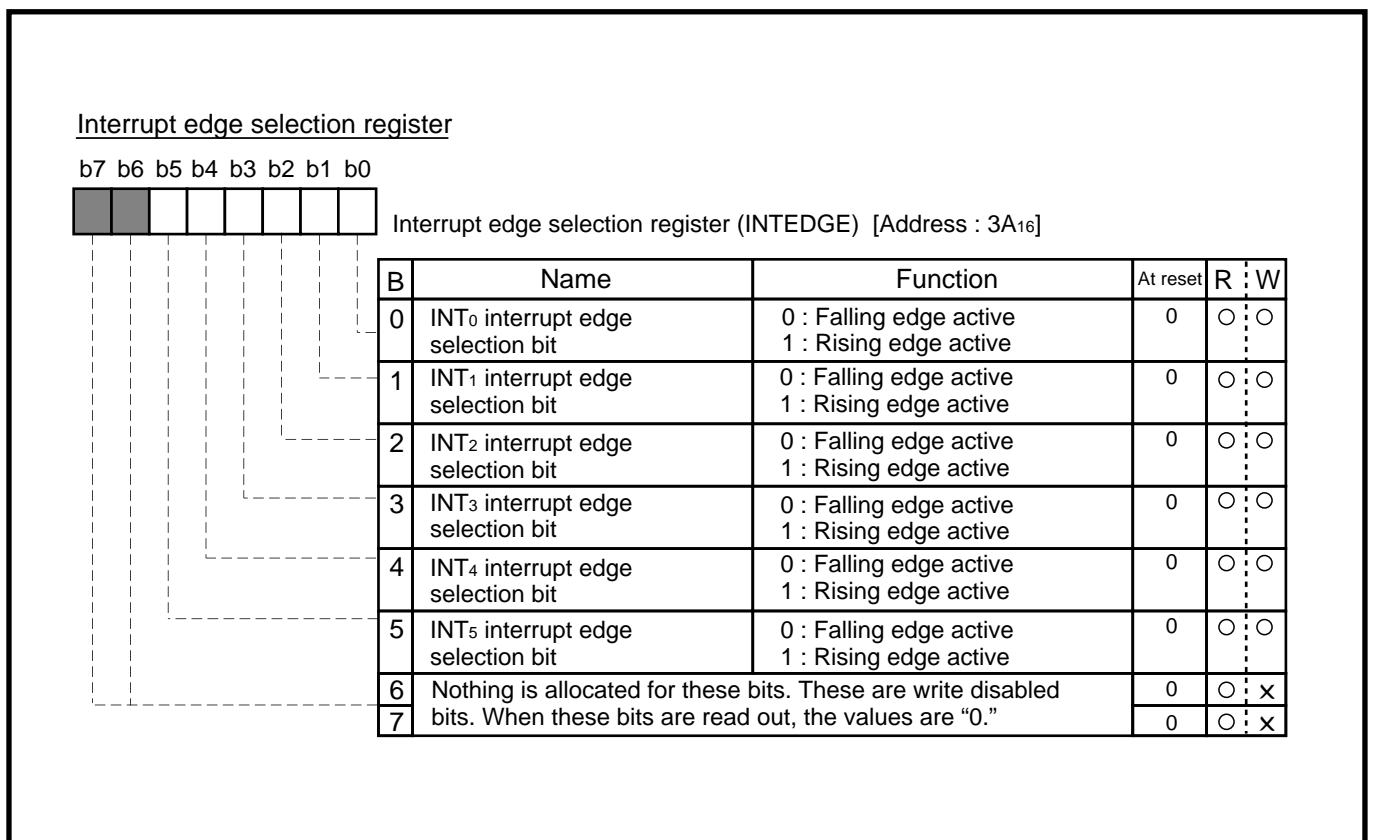 Interrupt edge selection register
b7 b6 b5 b4 b3 b2 b1 b0
Interrupt edge selection register (INTEDGE) [Address : 3A16]
B Name Function At reset R W
0 INT0 interrupt edge 0 : Falling edge active 0 ○ ○
selection bit 1 : Rising edge active
1 INT1 interrupt edge 0 : Falling edge active 0 ○ ○
selection bit 1 : Rising edge active
2 INT2 interrupt edge 0 : Falling edge active 0 ○ ○
selection bit 1 : Rising edge active
3 INT3 interrupt edge 0 : Falling edge active 0 ○ ○
selection bit 1 : Rising edge active
4 INT4 interrupt edge 0 : Falling edge active 0 ○ ○
selection bit 1 : Rising edge active
5 INT5 interrupt edge 0 : Falling edge active 0 ○ ○
selection bit 1 : Rising edge active
6 Nothing is allocated for these bits. These are write disabled 0 ○ ×
7 bits. When these bits are read out, the values are “0.” 0 ○ ×